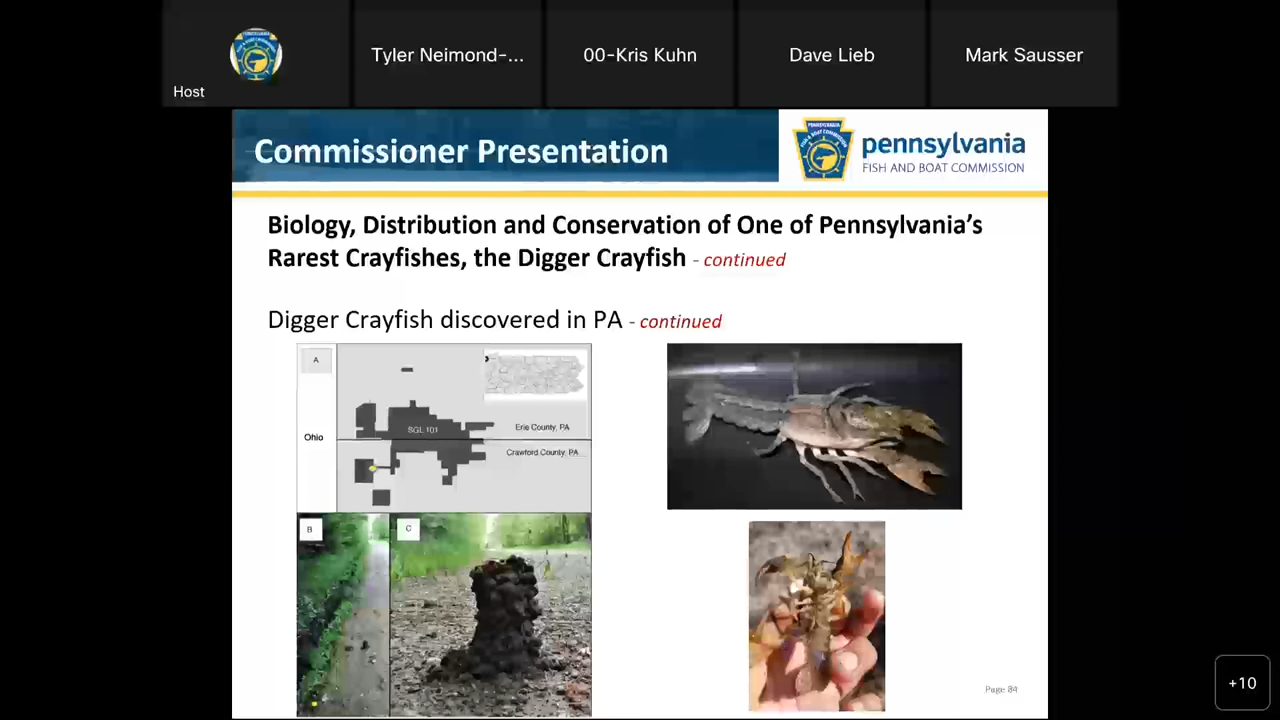 Host
Tyler Neimond-...
00-Kris Kuhn
Dave Lieb
Mark Sausser
Commissioner Presentation
pennsylvania
FISH AND BOAT COMMISSION
Biology, Distribution and Conservation of One of Pennsylvania's
Rarest Crayfishes, the Digger Crayfish - continued
Digger Crayfish discovered in PA - continued
A
Ohio
SGL 101
Erie County, PA
Crawford County, PA
B
C
Page 84
+10